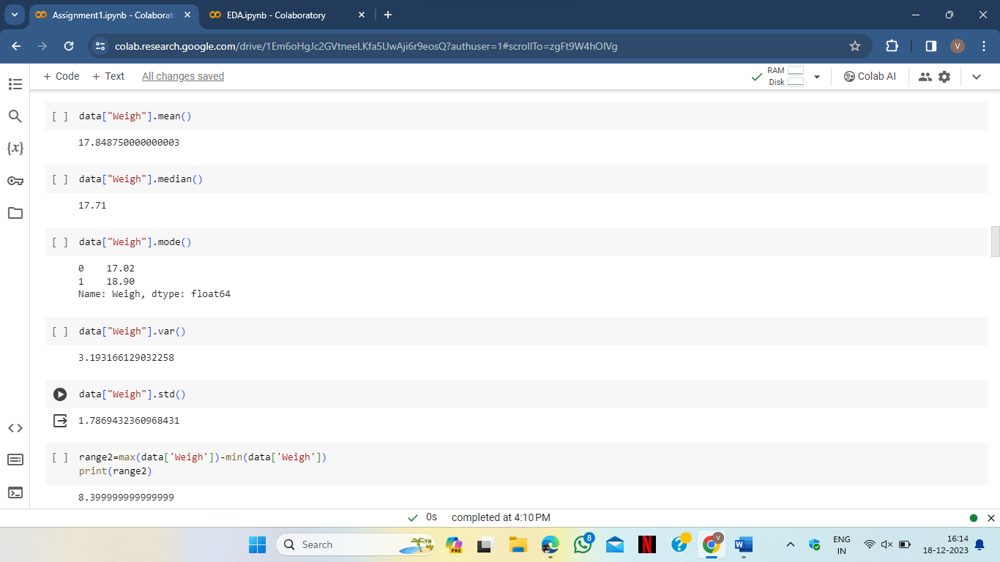 Assignment1.ipynb - Colaborato
EDA.ipynb - Colaboratory
colab.research.google.com/drive/1Em6oHgJc2GVtneeLKfa5UwAji6r9eosQ?authuser=1#scrollTo=zgFt9W4hOlVg
V
+ Code + Text All changes saved
RAM
Disk
Colab AI
[ ] data["Weigh"].mean()
17.848750000000003
[ ] data["Weigh"].median()
17.71
{x}
[ ] data["Weigh"].mode()
0 17.02
1 18.90
Name: Weigh, dtype: float64
[ ] data["Weigh"].var()
3.193166129032258
data["Weigh"].std()
1.7869432360968431
[ ] range2=max(data['Weigh'])-min(data['Weigh'])
print(range2)
8.399999999999999
0s completed at 4:10 PM
Search
PRE
8
N
?
V
W
ENG
IN
16:14
18-12-2023